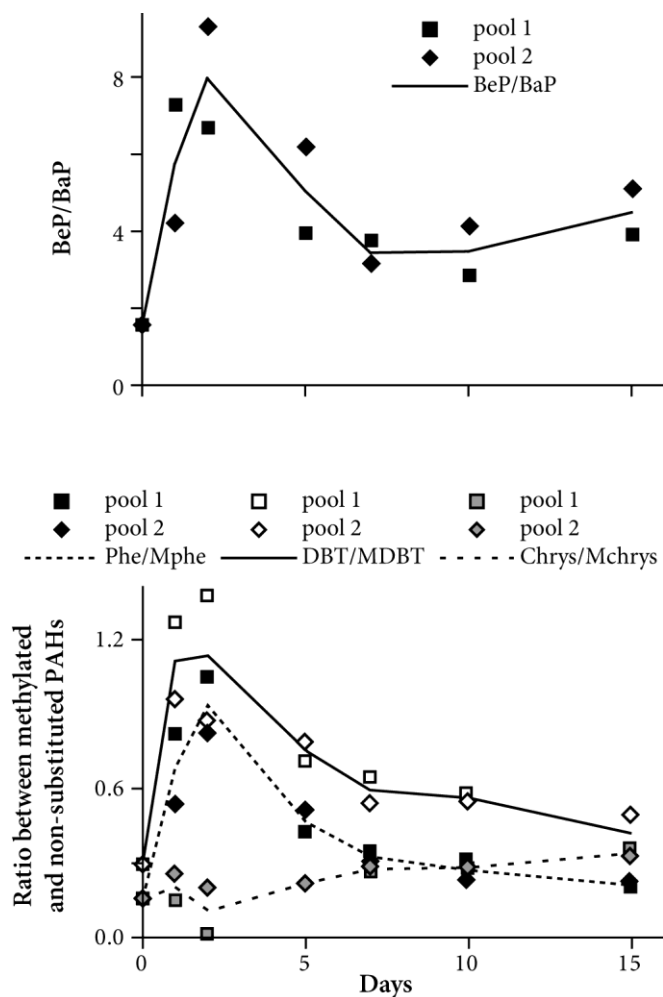 pool 1
pool 2
BeP/BaP
8
4
0
BeP/BaP
pool 1 pool 1 pool 1
pool 2 pool 2 pool 2
Phe/Mphe DBT/MDBT Chrys/Mchrys
1.2
0.6
0.0
Ratio between methylated
and non-substituted PAHs
0 5 10 15
Days